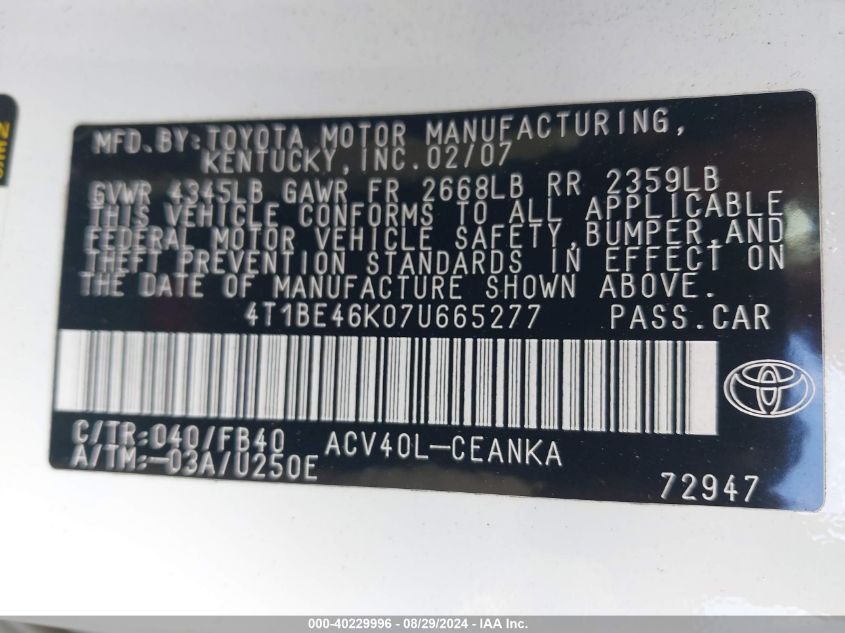 MFD. BY: TOYOTA MOTOR MANUFACTURING,
KENTUCKY, INC. 02/07
GVWR 4345LB GAWR FR 2668LB RR 2359LB
THIS VEHICLE CONFORMS TO ALL APPLICABLE
FEDERAL MOTOR VEHICLE SAFETY, BUMPER, AND
THEFT PREVENTION STANDARDS IN EFFECT ON
THE DATE OF MANUFACTURE SHOWN ABOVE.
4T1BE46K07U665277 PASS. CAR
C/TR: 040/FB40 ACV40L-CEANKA
A/TM: -03A/U250E
72947
000-40229996 - 08/29/2024 - IAA Inc.